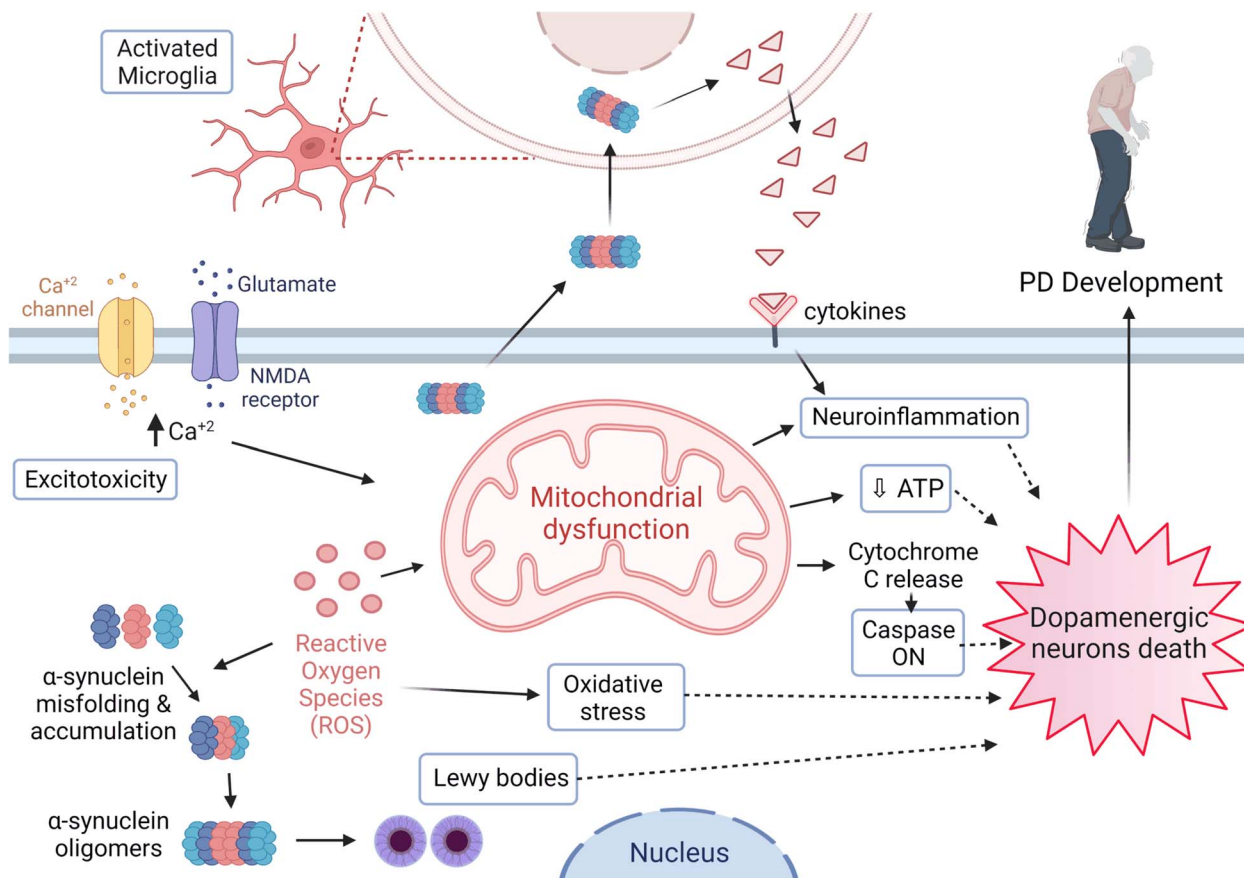 Activated
Microglia
Ca⁺²
channel
Glutamate
NMDA
receptor
cytokines
PD Development
Ca⁺²
Excitotoxicity
Neuroinflammation
Mitochondrial
dysfunction
⇩ ATP
Cytochrome
C release
Caspase
ON
Dopamenergic
neurons death
Reactive
Oxygen
Species
(ROS)
α-synuclein
misfolding &
accumulation
Oxidative
stress
Lewy bodies
α-synuclein
oligomers
Nucleus